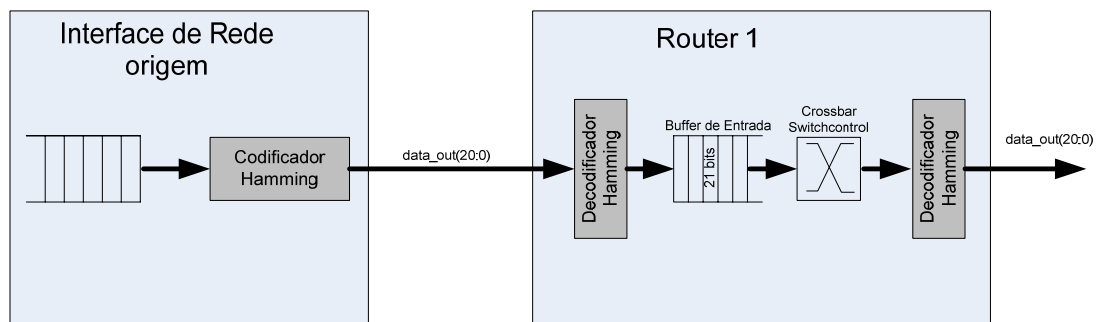 Interface de Rede
origem
Codificador
Hamming
data_out(20:0)
Router 1
Decodificador
Hamming
Buffer de Entrada
21 bits
Crossbar
Switchcontrol
Decodificador
Hamming
data_out(20:0)